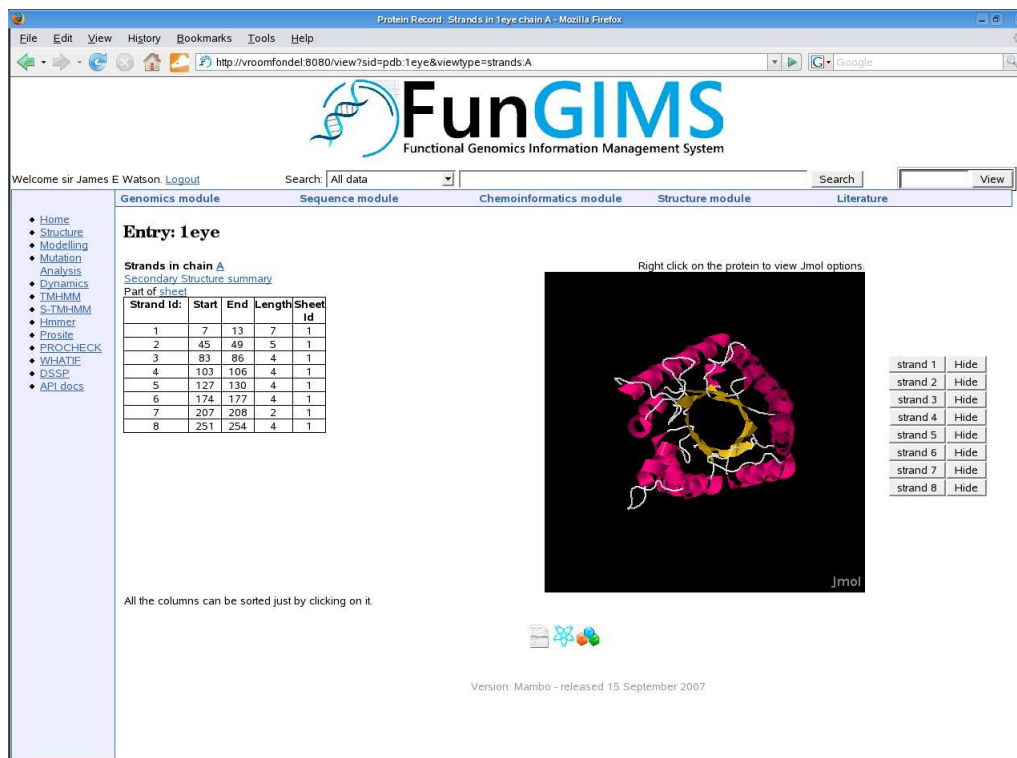 Protein Record: Strands in 1eye chain A - Mozilla Firefox
File Edit View History Bookmarks Tools Help
http://vroomfondel:8080/view?sid=pdb:1eye&viewtype=strands:A
G Google
FunGIMS
Functional Genomics Information Management System
Welcome sir James E Watson. Logout Search: All data Search View
Genomics module Sequence module Chemoinformatics module Structure module Literature
Home
Structure
Modelling
Mutation
Analysis
Dynamics
TMHMM
S-TMHMM
Hmmer
Prosite
PROCHECK
WHATIF
DSSP
API docs
Entry: 1eye
Strands in chain A
Secondary Structure summary
Part of sheet
Strand Id: Start End Length Sheet Id
1 7 13 7 1
2 45 49 5 1
3 83 86 4 1
4 103 106 4 1
5 127 130 4 1
6 174 177 4 1
7 207 208 2 1
8 251 254 4 1
Right click on the protein to view Jmol options.
Jmol
strand 1 Hide
strand 2 Hide
strand 3 Hide
strand 4 Hide
strand 5 Hide
strand 6 Hide
strand 7 Hide
strand 8 Hide
All the columns can be sorted just by clicking on it.
Version: Mambo - released 15 September 2007